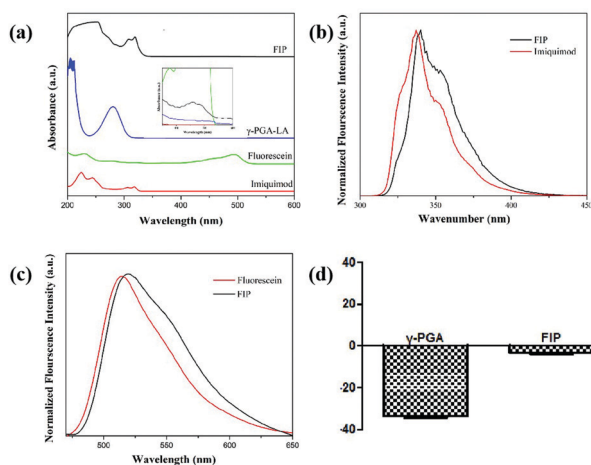 (a)
Absorbance (a.u.)
FIP
γ-PGA-LA
Fluorescein
Imiquimod
200 300 400 500 600
Wavelength (nm)
(b)
Normalized Flourscence Intensity (a.u.)
FIP
Imiquimod
300 350 400 450
Wavenumber (nm)
(c)
Normalized Flourscence Intensity (a.u.)
Fluorescein
FIP
500 550 600 650
Wavelength (nm)
(d)
40
20
0
-20
-40
γ-PGA
FIP